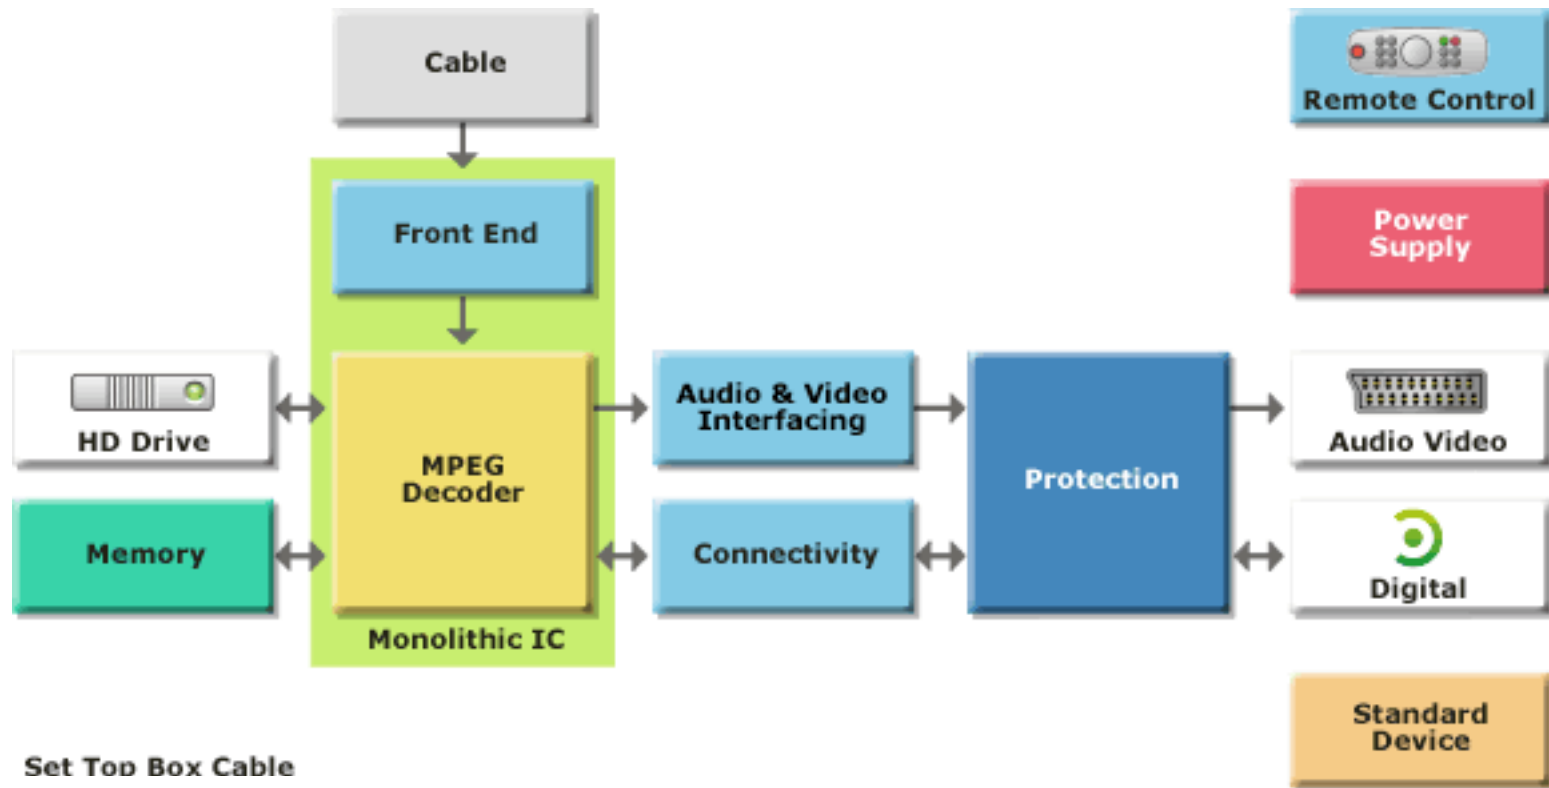 Cable
Remote Control
Front End
Power
Supply
HD Drive
MPEG
Decoder
Audio & Video
Interfacing
Protection
Audio Video
Memory
Connectivity
Digital
Monolithic IC
Standard
Device
Set Top Box Cable